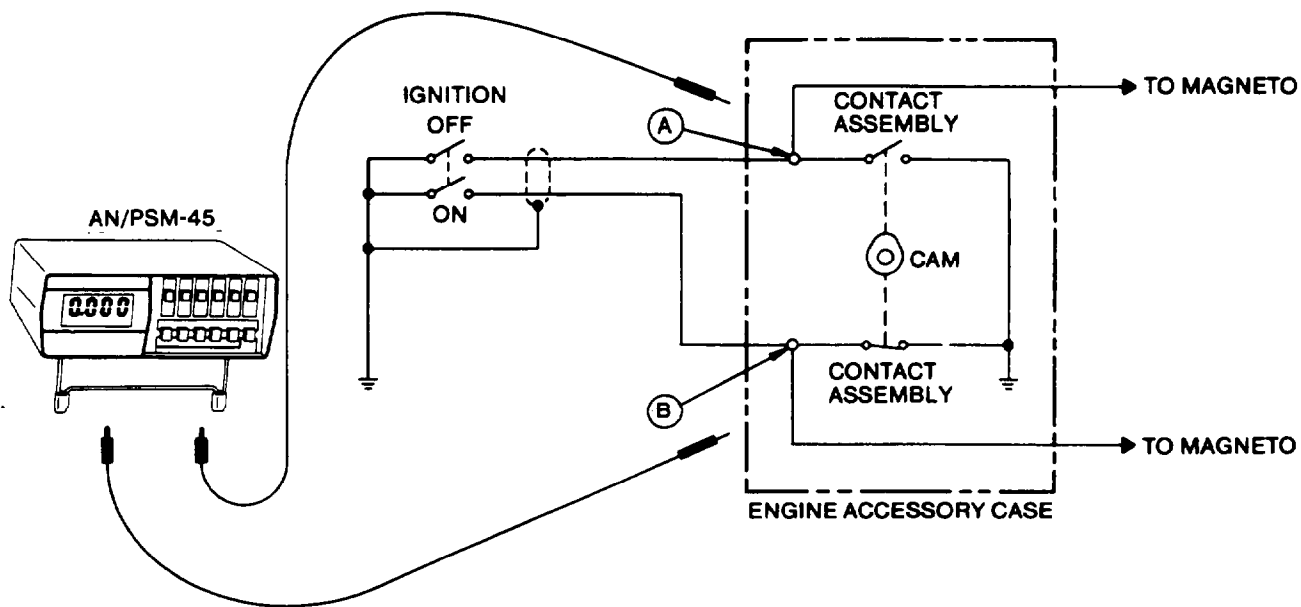 TO MAGNETO
IGNITION
OFF
CONTACT
ASSEMBLY
A
ON
AN/PSM-45
CAM
0.000
CONTACT
ASSEMBLY
B
TO MAGNETO
ENGINE ACCESSORY CASE